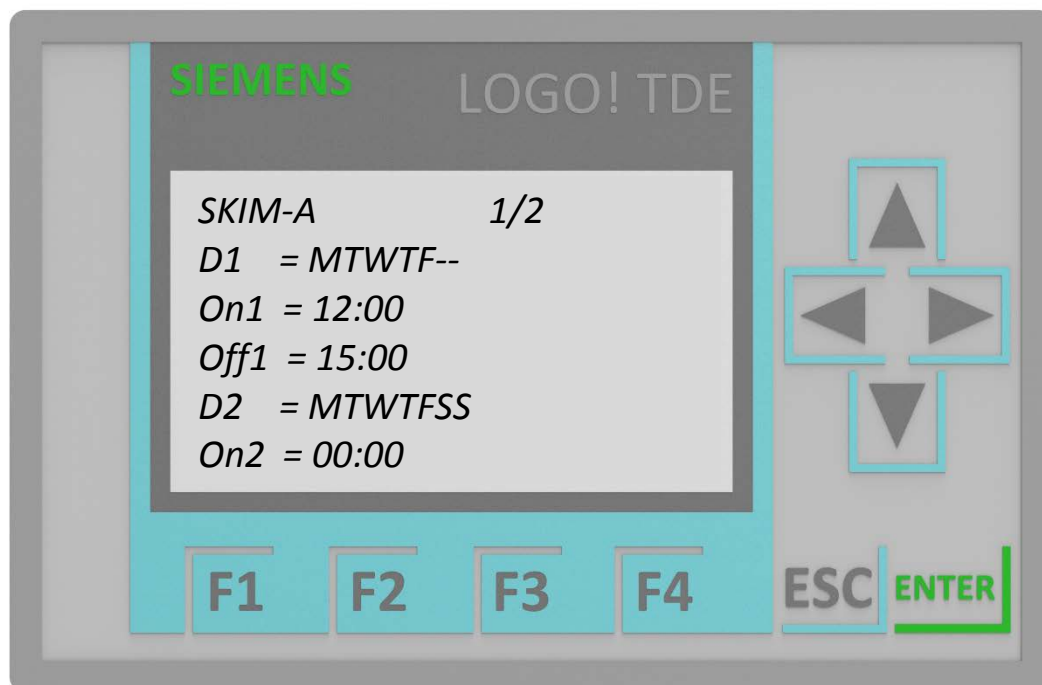 SIEMENS
LOGO! TDE
SKIM-A 1/2
D1 = MTWTF--
On1 = 12:00
Off1 = 15:00
D2 = MTWTFSS
On2 = 00:00
F1 F2 F3 F4 ESC ENTER